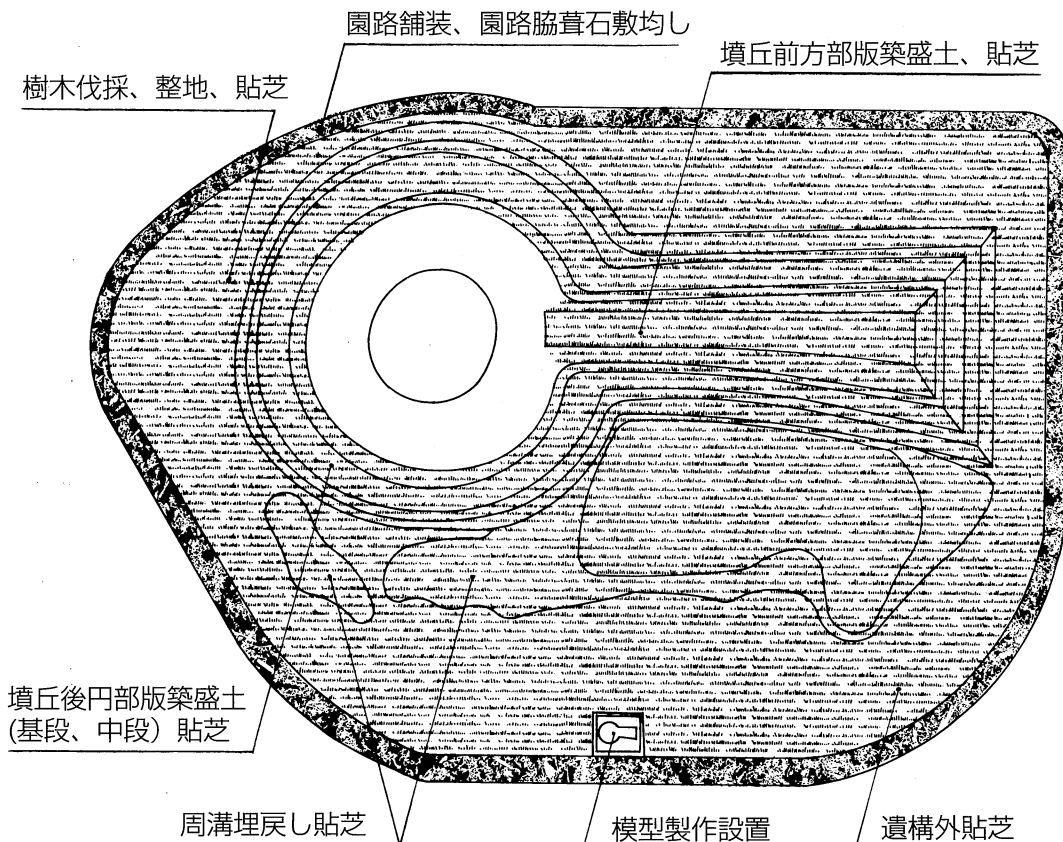 園路舗装、園路脇葺石敷均し
墳丘前方部版築盛土、貼芝
樹木伐採、整地、貼芝
墳丘後円部版築盛土
(基段、中段）貼芝
周溝埋戻し貼芝
模型製作設置
遺構外貼芝